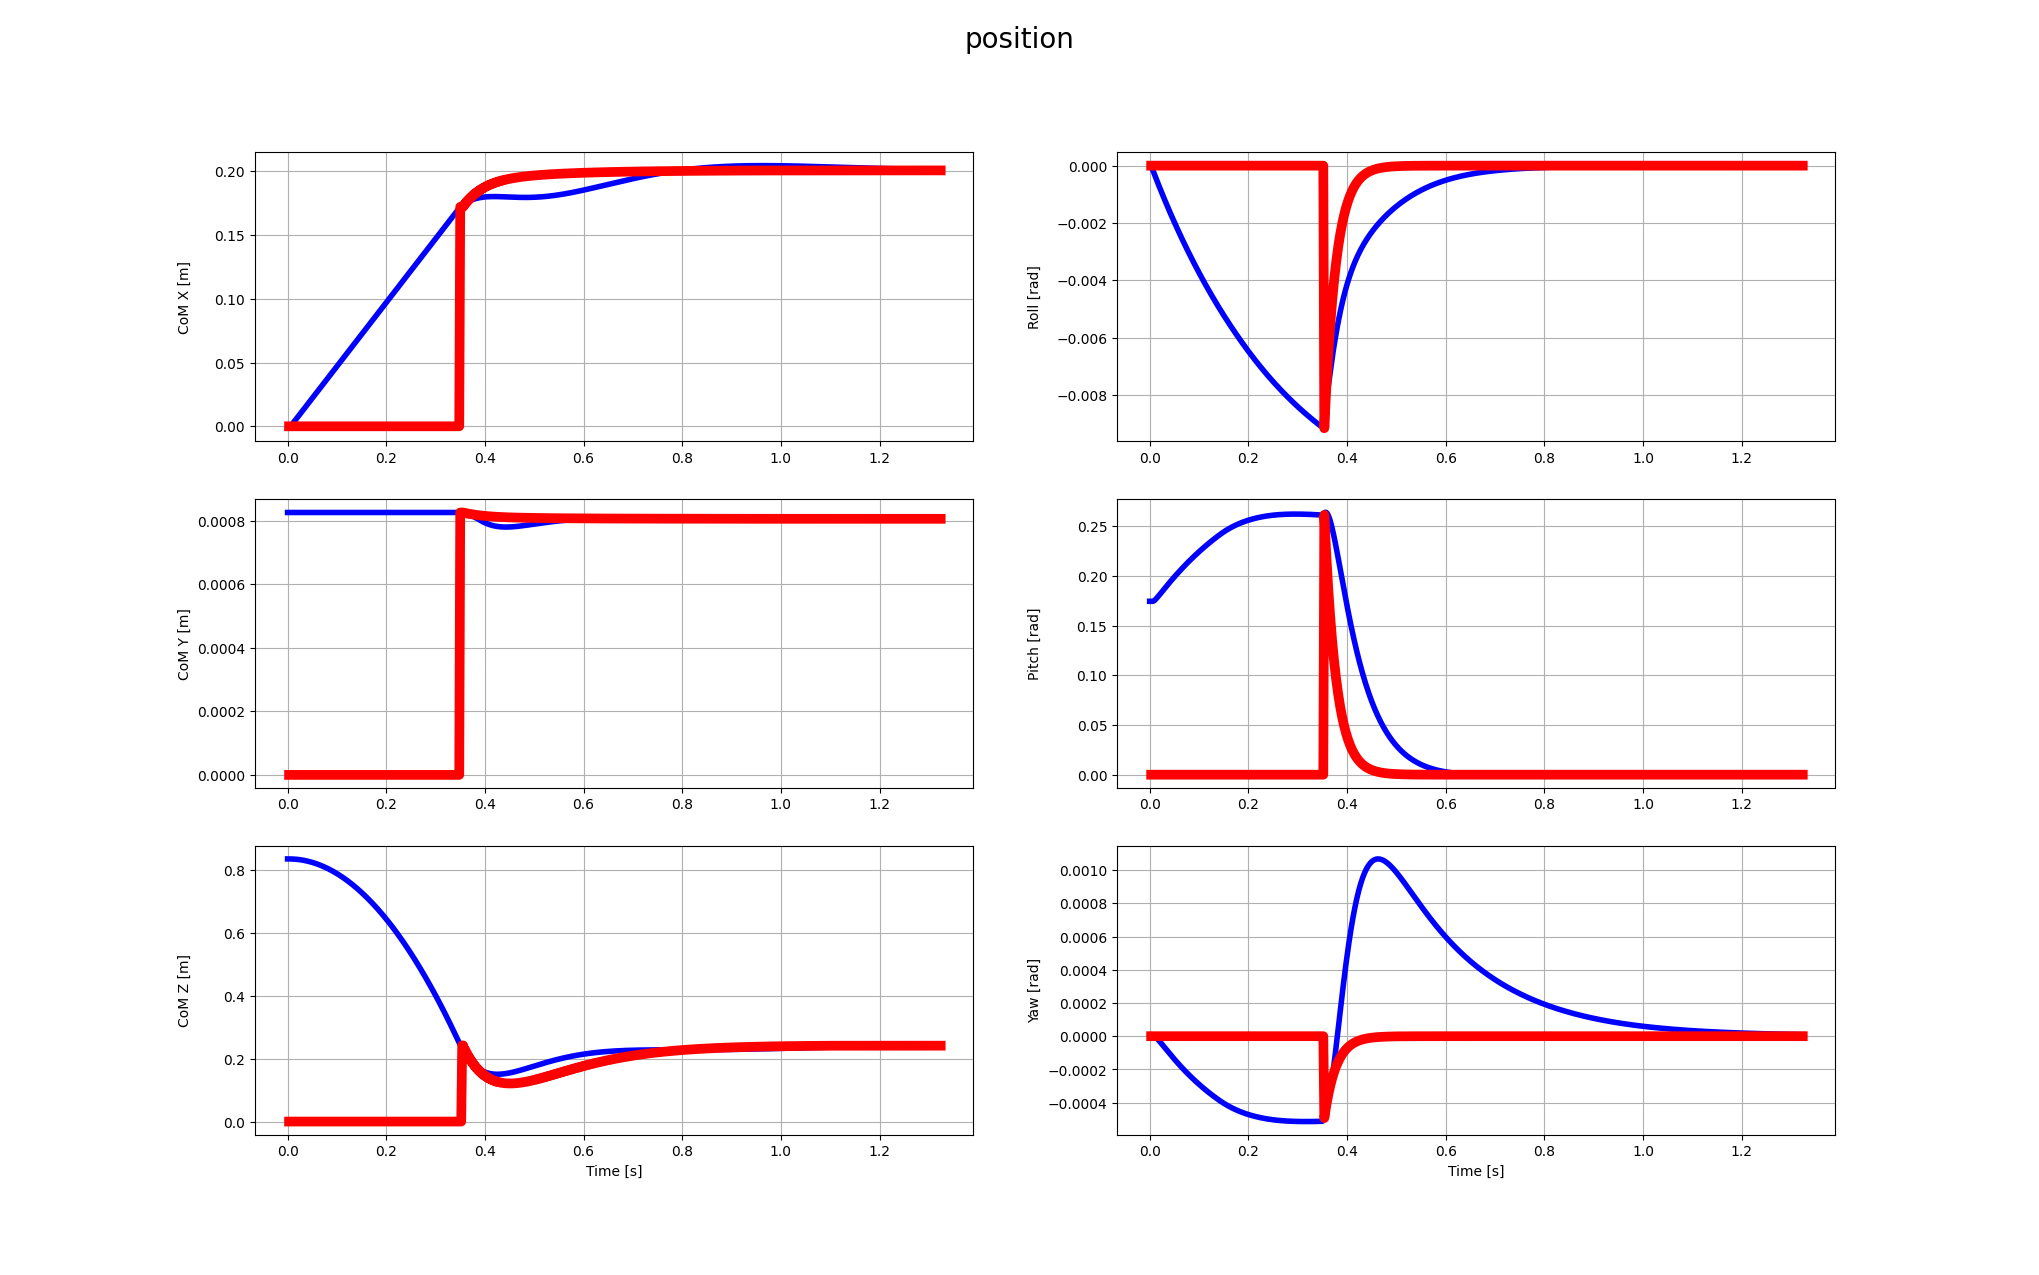 position
CoM X [m]
0.20
0.15
0.10
0.05
0.00
0.0 0.2 0.4 0.6 0.8 1.0 1.2
Roll [rad]
0.000
−0.002
−0.004
−0.006
−0.008
0.0 0.2 0.4 0.6 0.8 1.0 1.2
CoM Y [m]
0.0008
0.0006
0.0004
0.0002
0.0000
0.0 0.2 0.4 0.6 0.8 1.0 1.2
Pitch [rad]
0.25
0.20
0.15
0.10
0.05
0.00
0.0 0.2 0.4 0.6 0.8 1.0 1.2
CoM Z [m]
0.8
0.6
0.4
0.2
0.0
0.0 0.2 0.4 0.6 0.8 1.0 1.2
Time [s]
Yaw [rad]
0.0010
0.0008
0.0006
0.0004
0.0002
0.0000
−0.0002
−0.0004
0.0 0.2 0.4 0.6 0.8 1.0 1.2
Time [s]